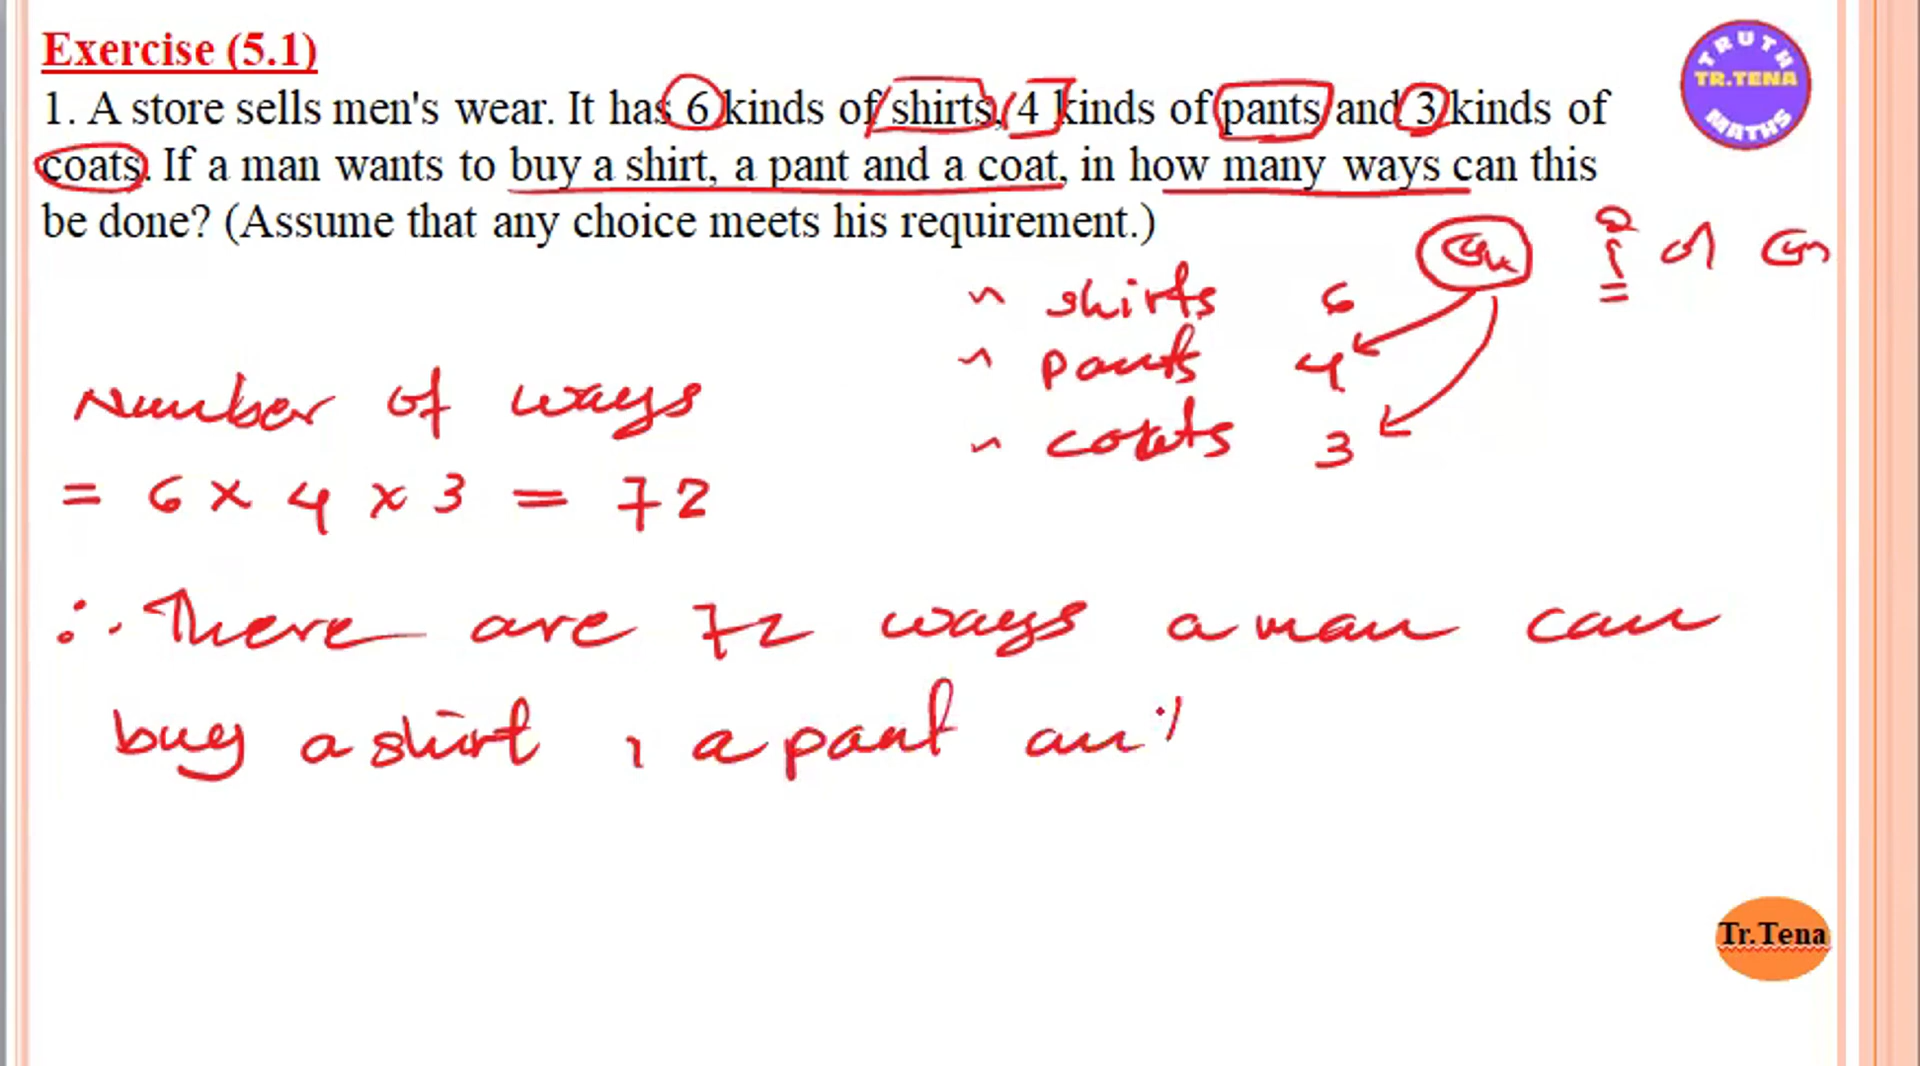 Exercise (5.1)
TRUTH
TR.TENA
MATHS
1. A store sells men's wear. It has 6 kinds of shirts, 4 kinds of pants and 3 kinds of
coats. If a man wants to buy a shirt, a pant and a coat, in how many ways can this
be done? (Assume that any choice meets his requirement.)
shirts 6
pants 4
coats 3
Number of ways
= 6 × 4 × 3 = 72
∴ There are 72 ways a man can
buy a shirt , a pant an
Tr.Tena